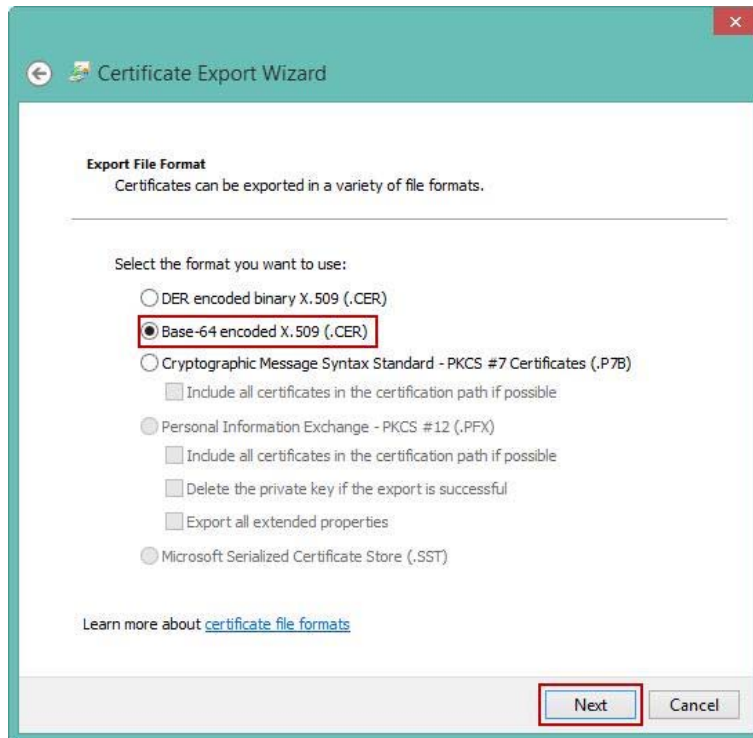 Certificate Export Wizard
Export File Format
Certificates can be exported in a variety of file formats.
Select the format you want to use:
DER encoded binary X.509 (.CER)
Base-64 encoded X.509 (.CER)
Cryptographic Message Syntax Standard - PKCS #7 Certificates (.P7B)
Include all certificates in the certification path if possible
Personal Information Exchange - PKCS #12 (.PFX)
Include all certificates in the certification path if possible
Delete the private key if the export is successful
Export all extended properties
Microsoft Serialized Certificate Store (.SST)
Learn more about certificate file formats
Next Cancel